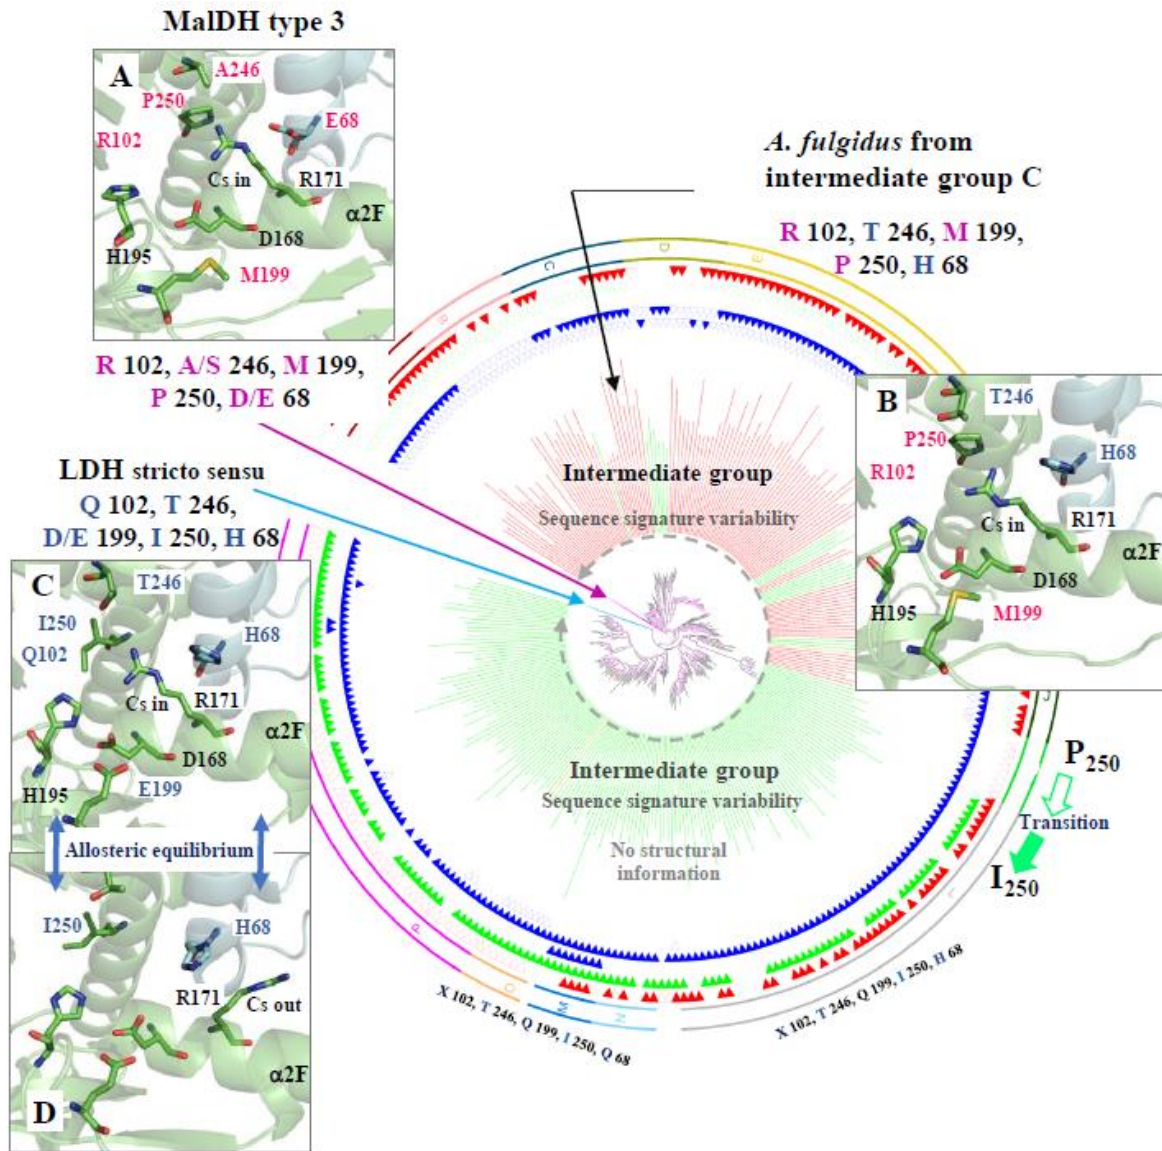 MalDH type 3
A
A246
P250
E68
R102
Cs in
R171
α2F
D168
H195
M199
R 102, A/S 246, M 199,
P 250, D/E 68
A. fulgidus from
intermediate group C
R 102, T 246, M 199,
P 250, H 68
C
D
E
B
T246
P250
H68
R102
Cs in
R171
α2F
D168
H195
M199
Intermediate group
Sequence signature variability
LDH stricto sensu
Q 102, T 246,
D/E 199, I 250, H 68
C
T246
I250
Q102
H68
Cs in
R171
α2F
D168
H195
E199
Allosteric equilibrium
I250
H68
R171
Cs out
α2F
D
Intermediate group
Sequence signature variability
No structural
information
P250
Transition
I250
P
O
M
N
L
X 102, T 246, Q 199, I 250, Q 68
X 102, T 246, Q 199, I 250, H 68